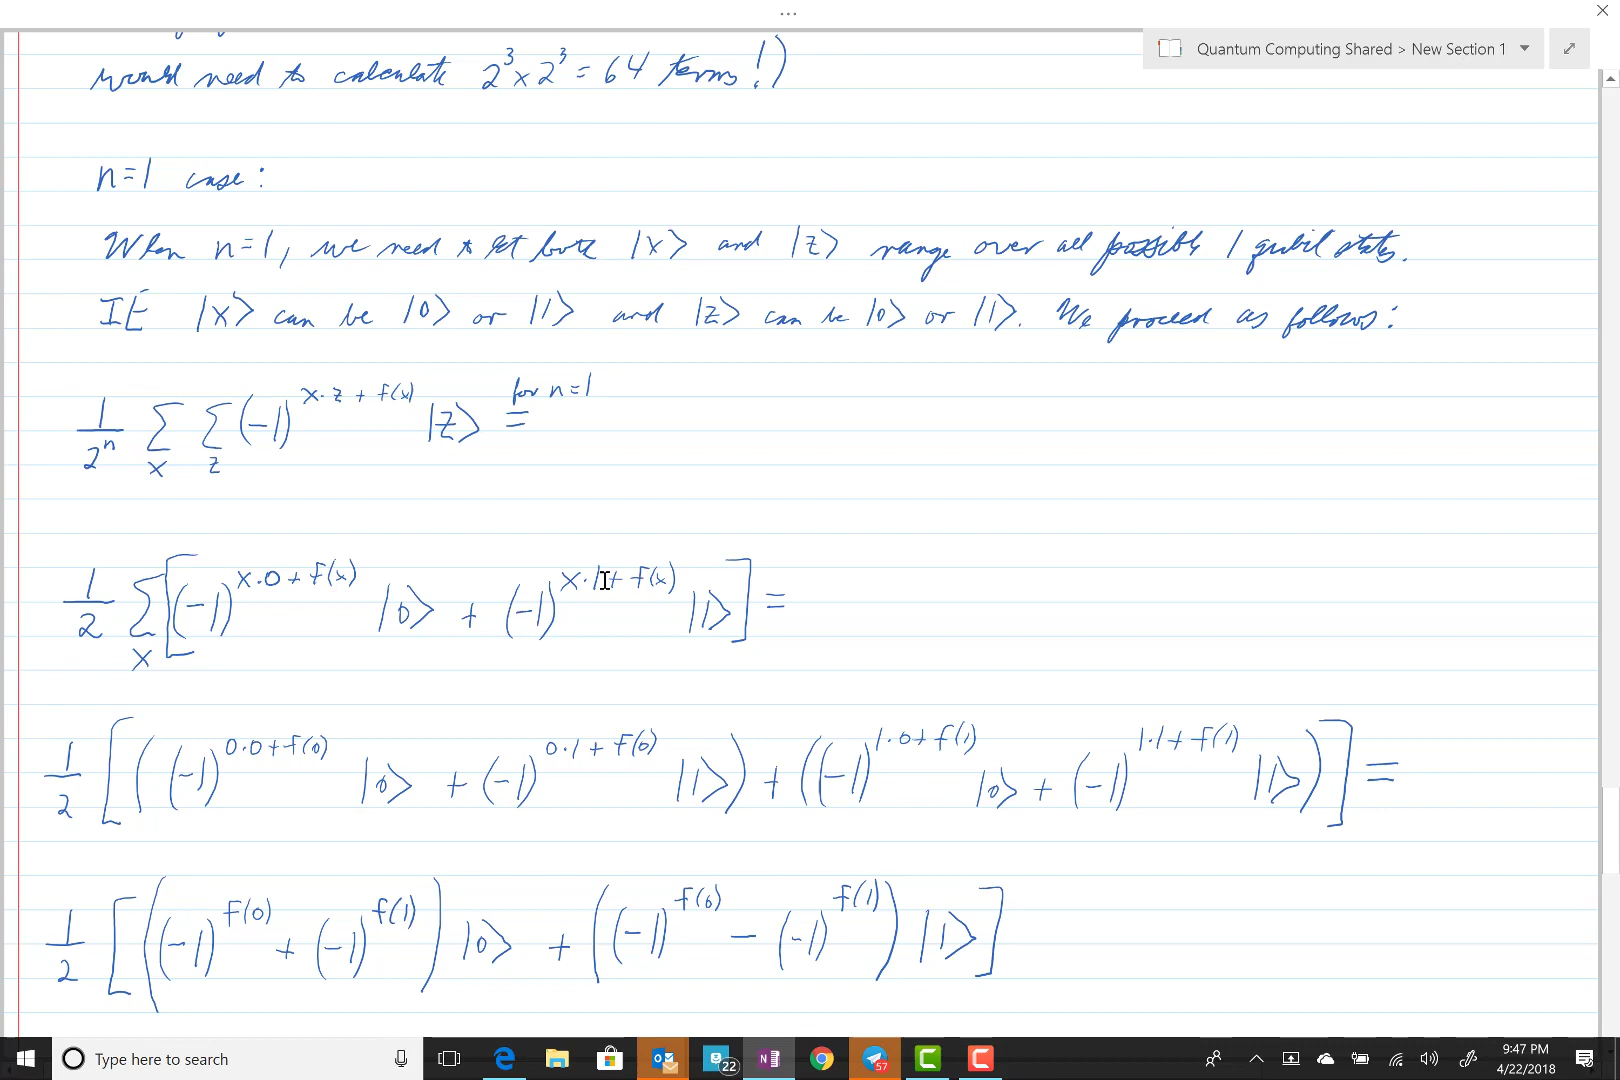 Quantum Computing Shared > New Section 1
would need to calculate 2³ x 2³ = 64 terms!)
n=1 case:
When n=1, we need to let both |x> and |z> range over all possible 1 qubit states.
IE |x> can be |0> or |1> and |z> can be |0> or |1>. We proceed as follows:
1/2ⁿ Σ_x Σ_z (-1)^(x·z + f(x)) |z> = for n=1
1/2 Σ_x [(-1)^(x·0 + f(x)) |0> + (-1)^(x·1 + f(x)) |1>] =
1/2 [((-1)^(0·0+f(0)) |0> + (-1)^(0·1 + f(0)) |1>) + ((-1)^(1·0+f(1)) |0> + (-1)^(1·1+f(1)) |1>)] =
1/2 [((-1)^f(0) + (-1)^f(1)) |0> + ((-1)^f(0) - (-1)^f(1)) |1>]
Type here to search
22
57
9:47 PM
4/22/2018